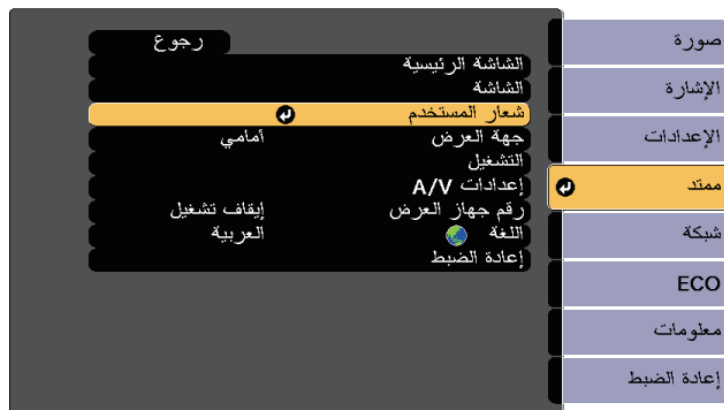 صورة
الإشارة
الإعدادات
ممتد
شبكة
ECO
معلومات
إعادة الضبط
رجوع
الشاشة الرئيسية
الشاشة
شعار المستخدم
جهة العرض أمامي
التشغيل
إعدادات A/V
رقم جهاز العرض إيقاف تشغيل
اللغة العربية
إعادة الضبط